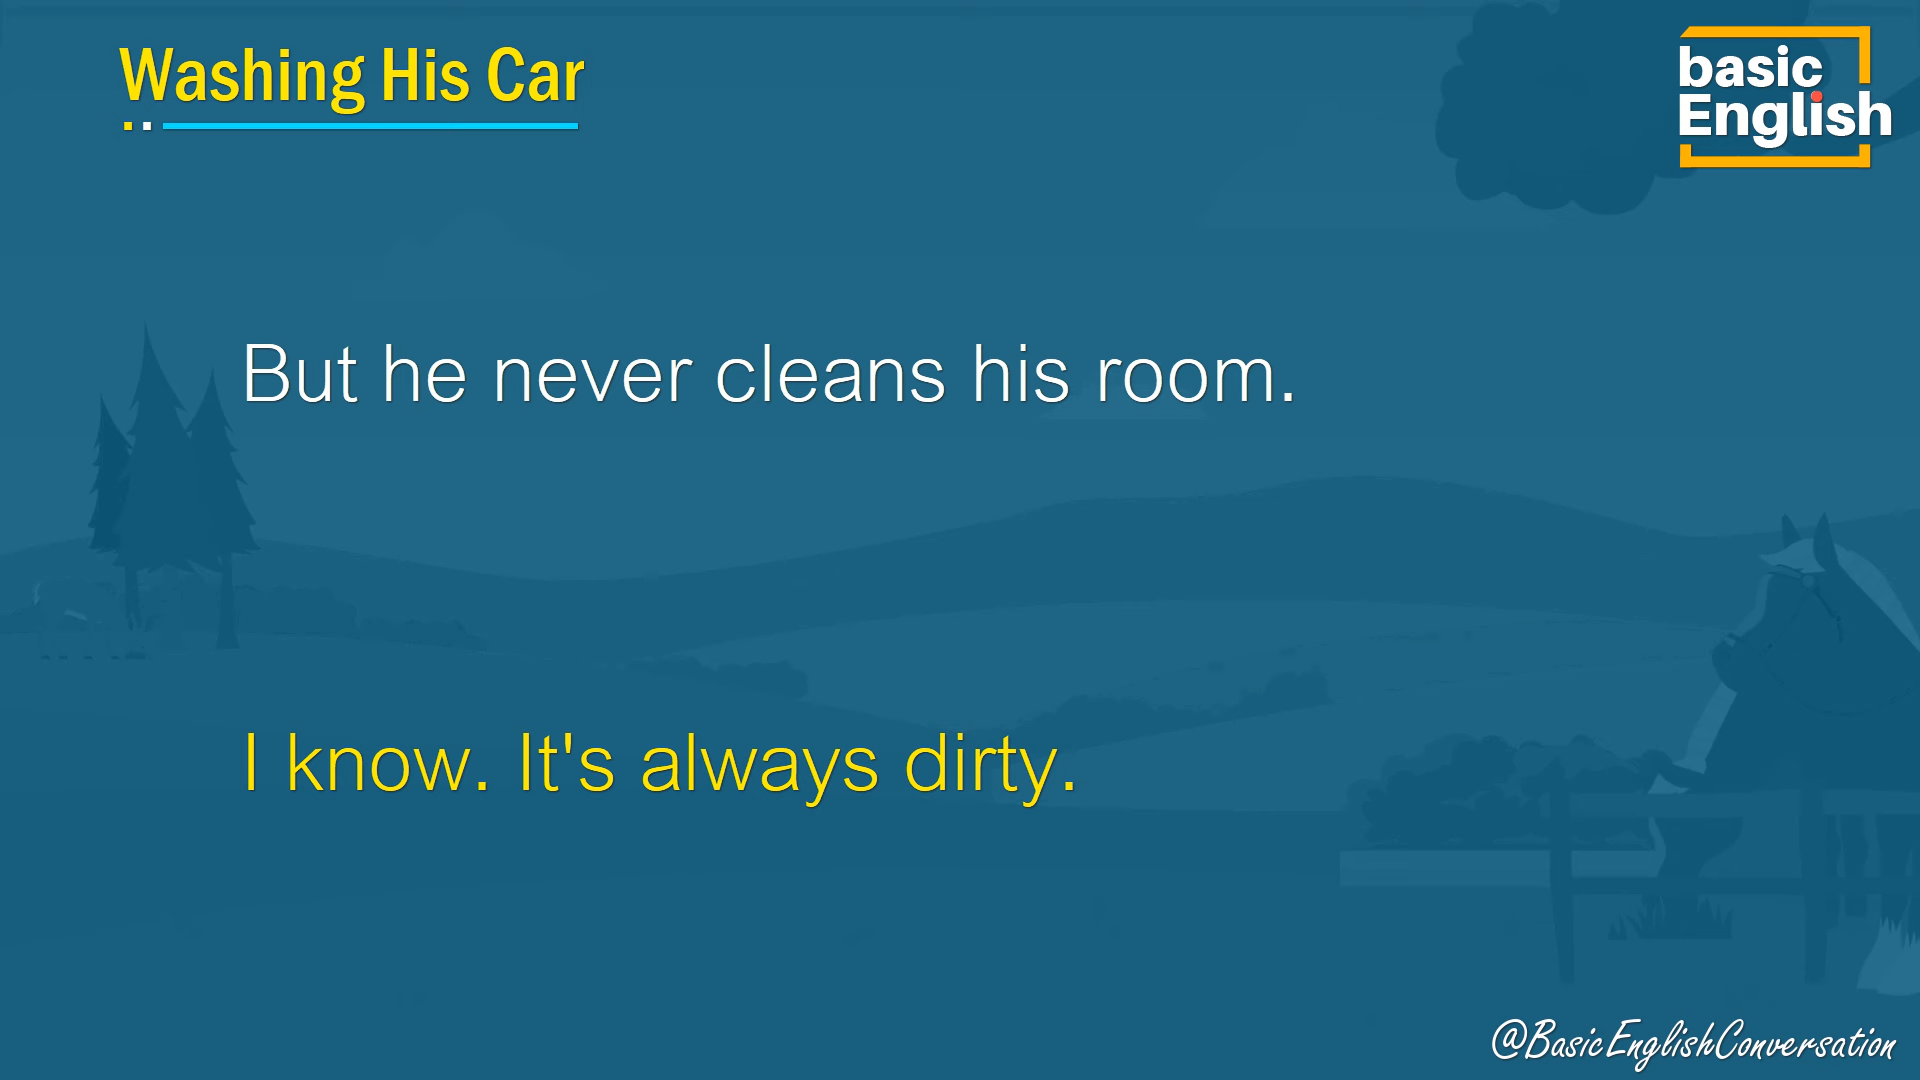 Washing His Car
basic
English
But he never cleans his room.
I know. It's always dirty.
@BasicEnglishConversation